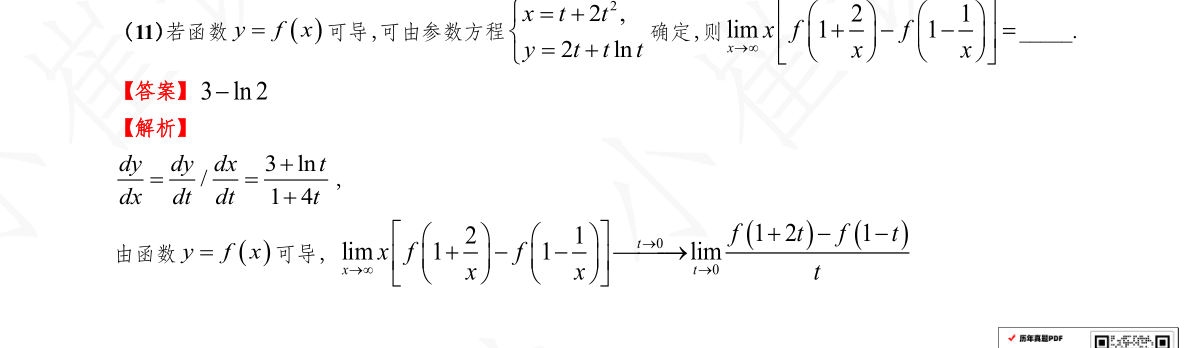 (11)若函数 y = f(x) 可导,可由参数方程 { x = t + 2t², y = 2t + t ln t 确定,则 lim_{x→∞} x[ f(1+2/x) − f(1−1/x) ] = _____.
【答案】3 − ln 2
【解析】
dy/dx = dy/dt / dx/dt = (3 + ln t)/(1 + 4t) ,
由函数 y = f(x) 可导, lim_{x→∞} x[ f(1+2/x) − f(1−1/x) ] —t→0→ lim_{t→0} (f(1+2t) − f(1−t))/t
历年真题PDF